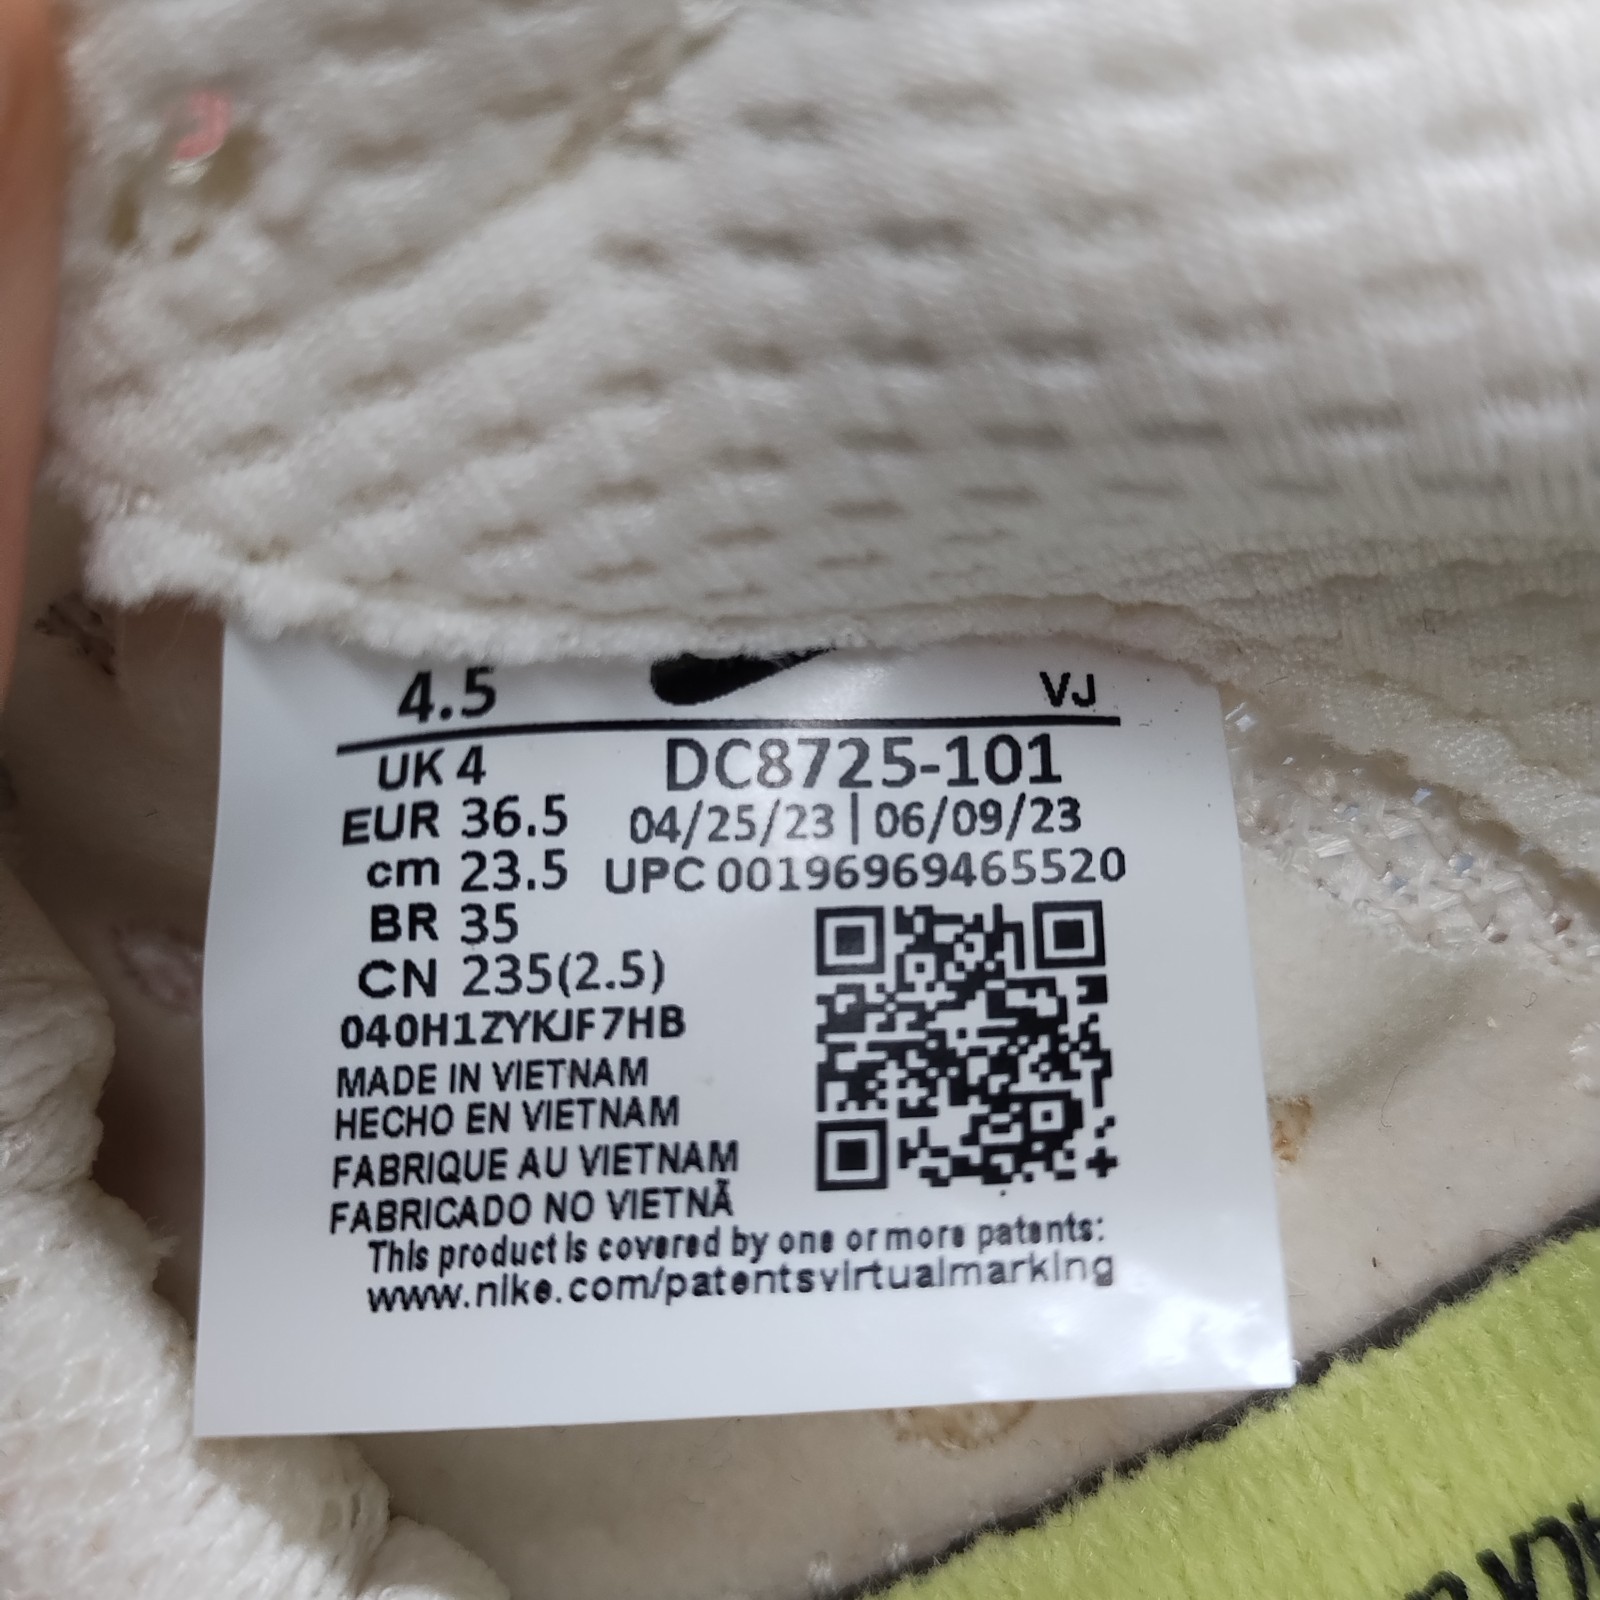 4.5 VJ
UK 4 DC8725-101
EUR 36.5 04/25/23 | 06/09/23
cm 23.5 UPC 00196969465520
BR 35
CN 235(2.5)
040H1ZYKJF7HB
MADE IN VIETNAM
HECHO EN VIETNAM
FABRIQUE AU VIETNAM
FABRICADO NO VIETNÃ
This product is covered by one or more patents:
www.nike.com/patentsvirtualmarking